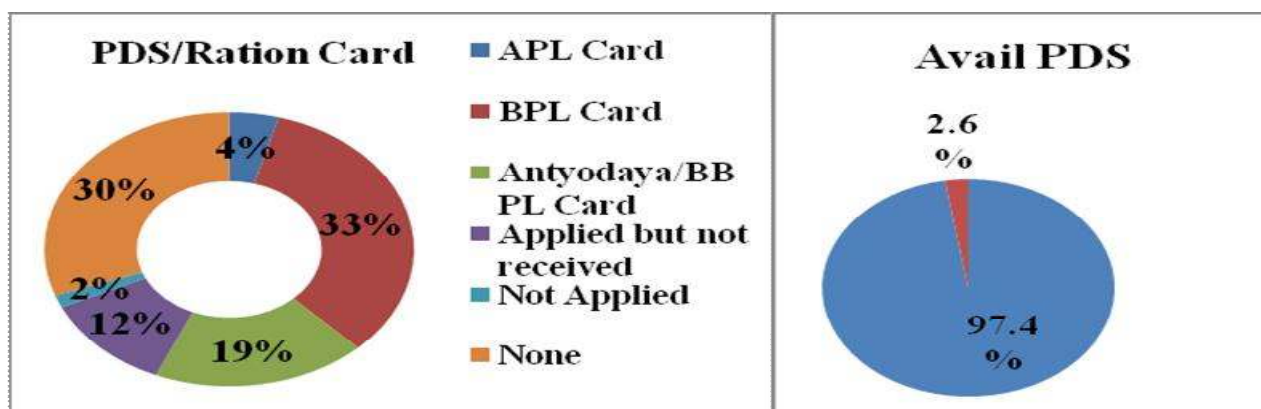 PDS/Ration Card
4%
33%
19%
12%
2%
30%
APL Card
BPL Card
Antyodaya/BB
PL Card
Applied but not
received
Not Applied
None
Avail PDS
2.6
%
97.4
%